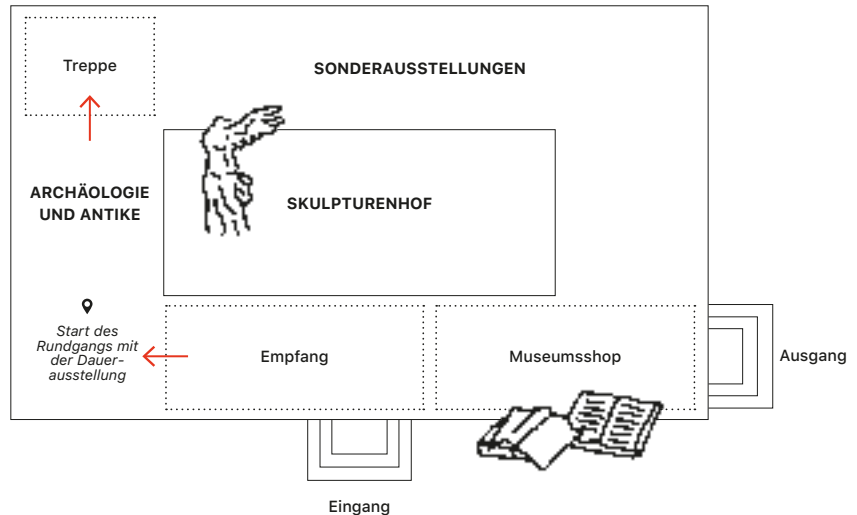 Treppe
SONDERAUSSTELLUNGEN
ARCHÄOLOGIE
UND ANTIKE
SKULPTURENHOF
Start des
Rundgangs mit
der Dauer-
ausstellung
Empfang
Museumsshop
Ausgang
Eingang